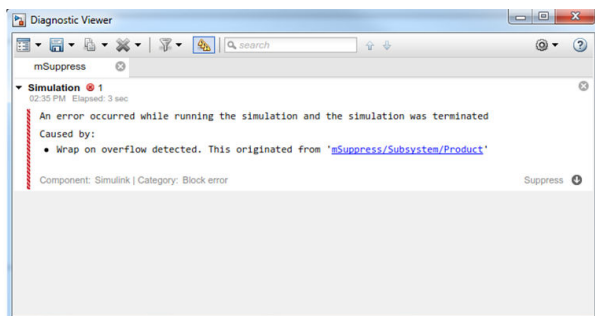 Diagnostic Viewer
search
mSuppress
Simulation 1
02:35 PM Elapsed: 3 sec
An error occurred while running the simulation and the simulation was terminated
Caused by:
• Wrap on overflow detected. This originated from 'mSuppress/Subsystem/Product'
Component: Simulink | Category: Block error Suppress